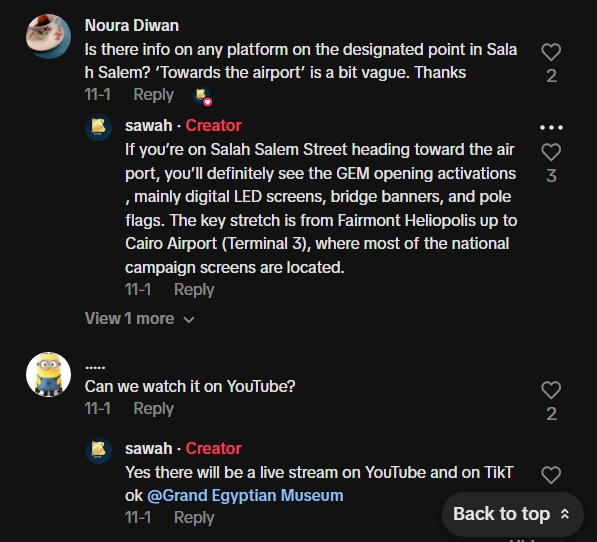 Noura Diwan
Is there info on any platform on the designated point in Sala
h Salem? ‘Towards the airport’ is a bit vague. Thanks
2
11-1 Reply
sawah · Creator
If you’re on Salah Salem Street heading toward the air
port, you’ll definitely see the GEM opening activations
3
, mainly digital LED screens, bridge banners, and pole
flags. The key stretch is from Fairmont Heliopolis up to
Cairo Airport (Terminal 3), where most of the national
campaign screens are located.
11-1 Reply
View 1 more
.....
Can we watch it on YouTube?
11-1 Reply
2
sawah · Creator
Yes there will be a live stream on YouTube and on TikT
ok @Grand Egyptian Museum
11-1 Reply
Back to top